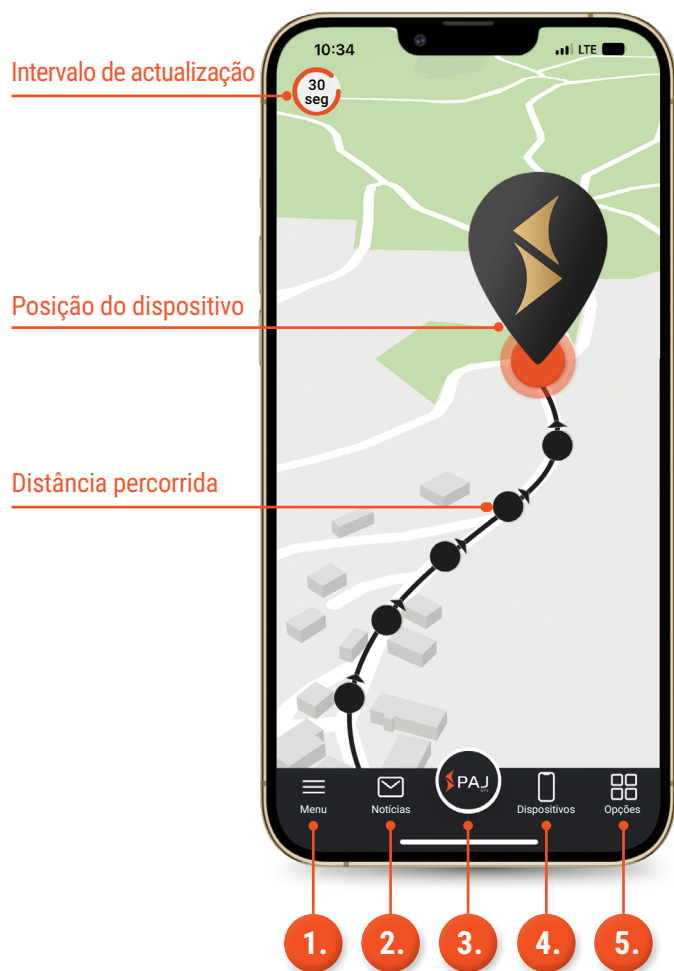 10:34
LTE
Intervalo de actualização
30
seg
Posição do dispositivo
Distância percorrida
PAJ
GPS
Menu
Notícias
Dispositivos
Opções
1.
2.
3.
4.
5.